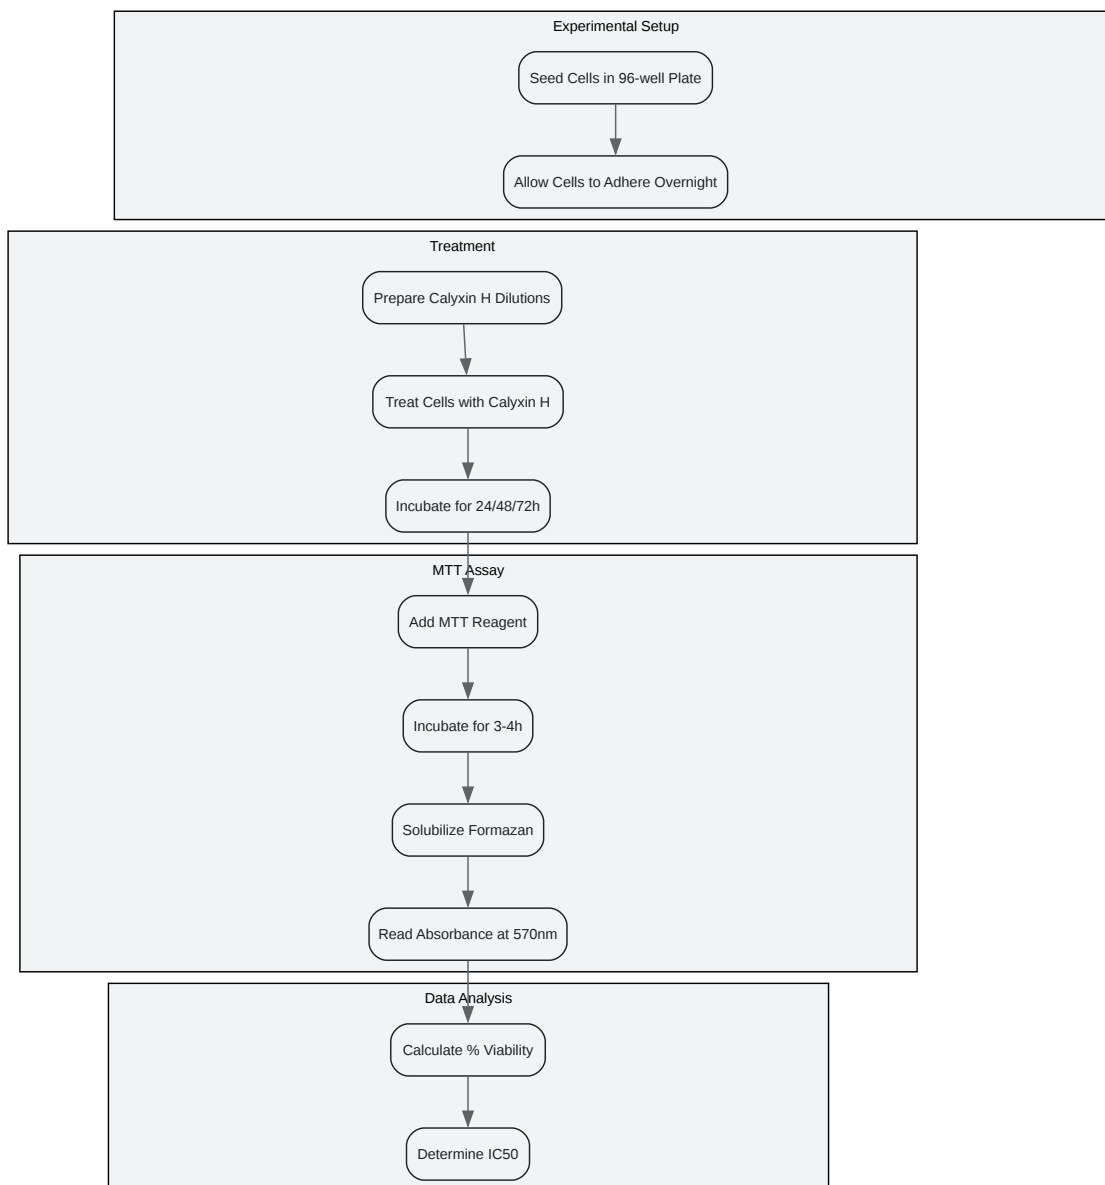 Experimental Setup
Seed Cells in 96-well Plate
Allow Cells to Adhere Overnight
Treatment
Prepare Calyxin H Dilutions
Treat Cells with Calyxin H
Incubate for 24/48/72h
MTT Assay
Add MTT Reagent
Incubate for 3-4h
Solubilize Formazan
Read Absorbance at 570nm
Data Analysis
Calculate % Viability
Determine IC50